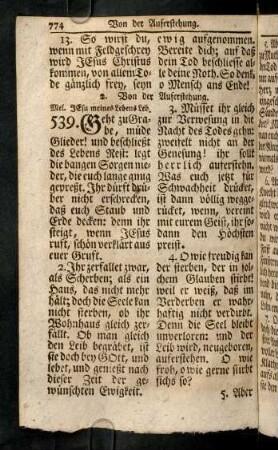 774 Von der Auferstehung.
13. So wirst du,
wenn mit Feldgeschrey
wird JEsus Christus
kommen, von allem Tode
gänzlich frey, seyn
ewig aufgenommen.
Bereite dich; auf daß
dein Tod beschliesse alle
deine Noth. So denk,
o Mensch ans Ende!
2. Von der Auferstehung.
Mel. JEsu meines Lebens Leb.
539. Geht zu Grabe,
müde
Glieder! und beschließt
des Lebens Reis: legt
die bangen Sorgen nieder,
die euch lange gnug
gewährt. Ihr dürft drüber
nicht erschrecken,
daß euch Staub und
Erde decken: denn ihr
steigt, wenn JESUS
ruft, schön verklärt aus
eurer Gruft.
2. Ihr zerfallet zwar,
als Scherben; als ein
Haus, das nicht mehr
hält; doch die Seele kan
nicht sterben, ob ihr
Wohnhaus gleich zerfällt.
Ob man gleich
den Leib begräbet, ist
sie doch bey GOtt, und
lebet, und geniest nach
dieser Zeit der gewünschten
Ewigkeit.
3. Müsset ihr gleich
zur Verwesung in die
Nacht des Todes gehn:
zweifelt nicht an der
Genesung! ihr sollt
herrlich auferstehn.
Was euch jetzt für
Schwachheit drücket,
ist dann völlig weggerücket,
wenn, vereint
mit eurem Geist, ihr sodann
den Höchsten
preist.
4. O wie freudig kan
der sterben, der in solchem
Glauben stirbt!
weil er weiß, daß im
Verderben er wahrhaftig
nicht verdirbt.
Denn die Seel bleibt
unverloren: und der
Leib wird, neugeboren,
auferstehen. O wie
froh, o wie gerne stirbt
sichs so?
5. Aber